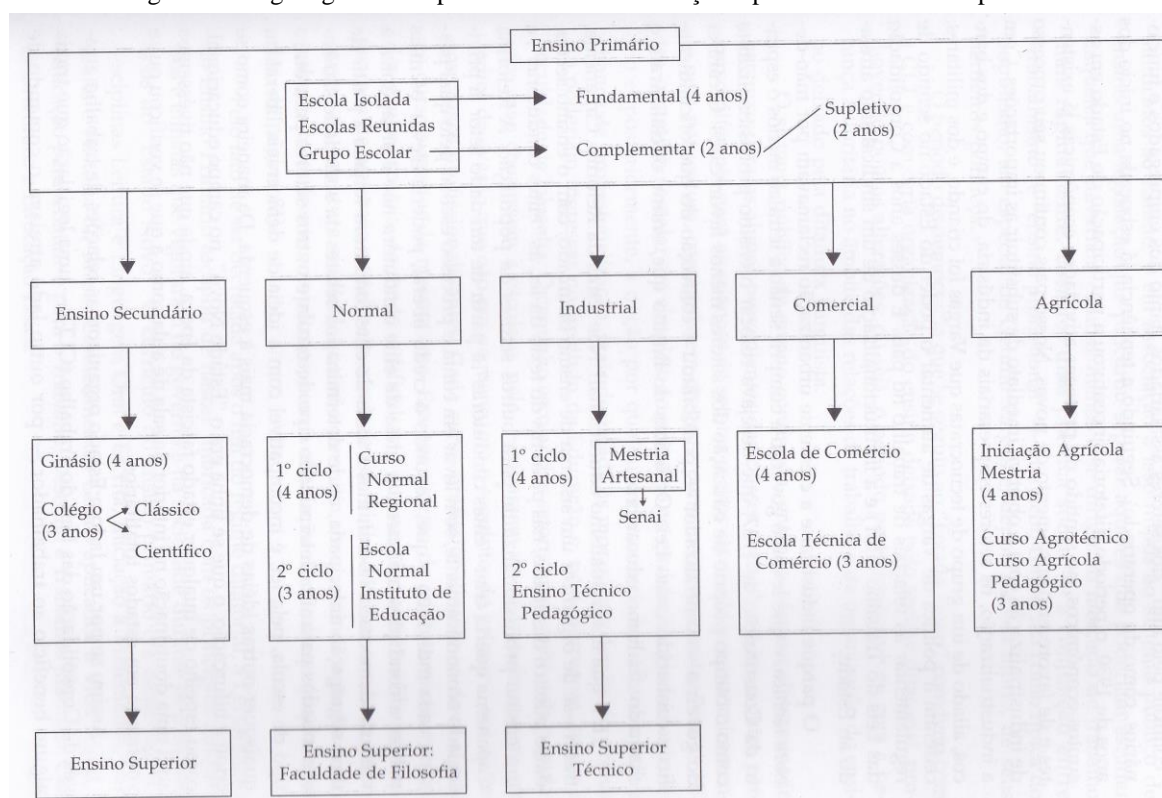 Ensino Primário
Escola Isolada
Fundamental (4 anos)
Supletivo
(2 anos)
Escolas Reunidas
Grupo Escolar
Complementar (2 anos)
Ensino Secundário
Normal
Industrial
Comercial
Agrícola
Ginásio (4 anos)
Colégio
(3 anos)
Clássico
Científico
1º ciclo
(4 anos)
Curso
Normal
Regional
2º ciclo
(3 anos)
Escola
Normal
Instituto de
Educação
1º ciclo
(4 anos)
Mestria
Artesanal
Senai
2º ciclo
Ensino Técnico
Pedagógico
Escola de Comércio
(4 anos)
Escola Técnica de
Comércio (3 anos)
Iniciação Agrícola
Mestria
(4 anos)
Curso Agrotécnico
Curso Agrícola
Pedagógico
(3 anos)
Ensino Superior
Ensino Superior:
Faculdade de Filosofia
Ensino Superior
Técnico